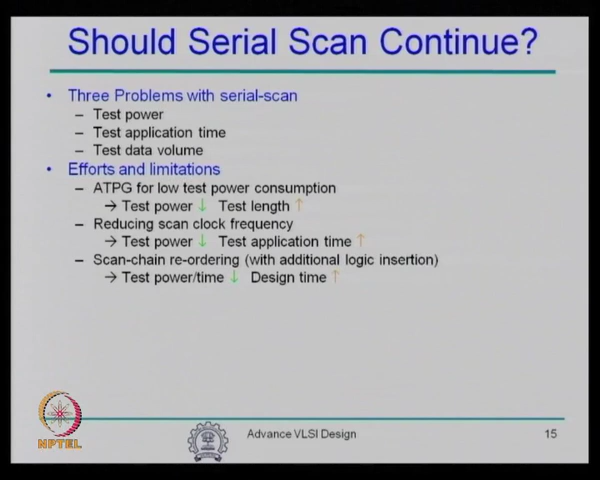 Should Serial Scan Continue?
• Three Problems with serial-scan
– Test power
– Test application time
– Test data volume
• Efforts and limitations
– ATPG for low test power consumption
→ Test power ↓ Test length ↑
– Reducing scan clock frequency
→ Test power ↓ Test application time ↑
– Scan-chain re-ordering (with additional logic insertion)
→ Test power/time ↓ Design time ↑
NPTEL
Advance VLSI Design
15